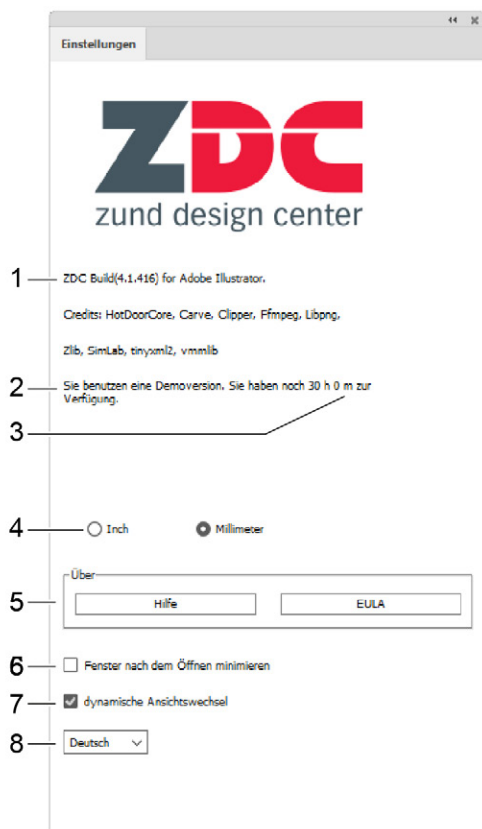 Einstellungen
ZDC
zund design center
1 ZDC Build(4.1.416) for Adobe Illustrator.
Credits: HotDoorCore, Carve, Clipper, Ffmpeg, Libpng,
Zlib, SimLab, tinyxml2, vmmlib
2 Sie benutzen eine Demoversion. Sie haben noch 30 h 0 m zur
Verfügung.
3
4 Inch Millimeter
Über
5 Hilfe EULA
6 Fenster nach dem Öffnen minimieren
7 dynamische Ansichtswechsel
8 Deutsch